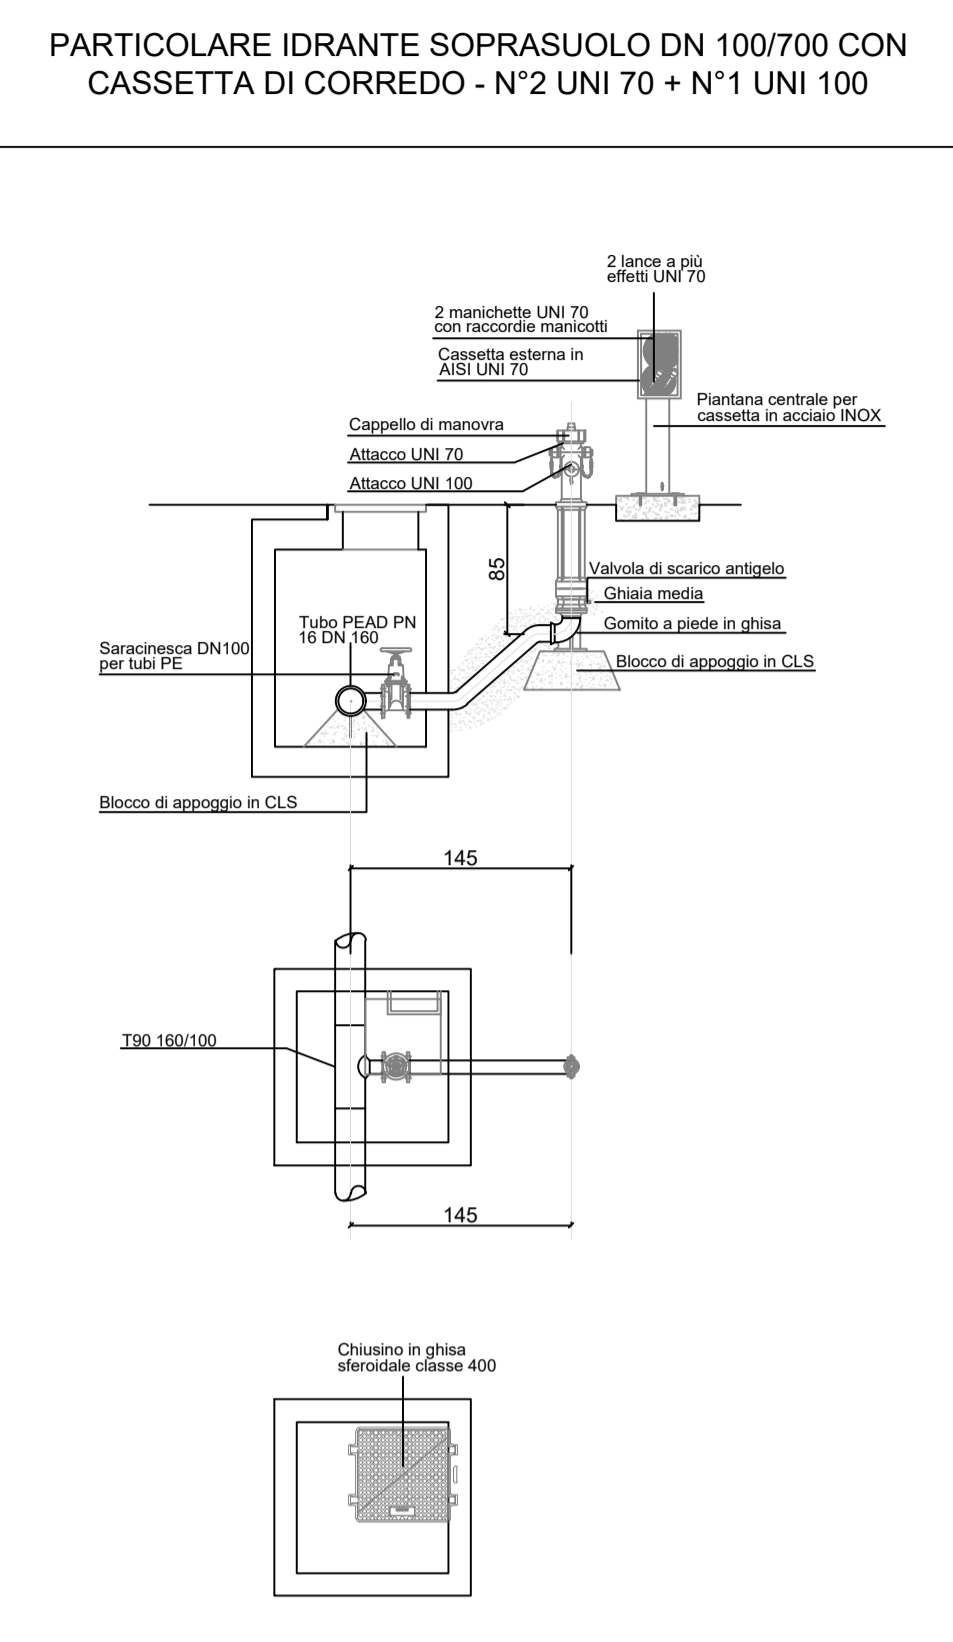 PARTICOLARE IDRANTE SOPRASUOLO DN 100/700 CON
CASSETTA DI CORREDO - N°2 UNI 70 + N°1 UNI 100
2 lance a più
effetti UNI 70
2 manichette UNI 70
con raccordie manicotti
Cassetta esterna in
AISI UNI 70
Piantana centrale per
cassetta in acciaio INOX
Cappello di manovra
Attacco UNI 70
Attacco UNI 100
85
Valvola di scarico antigelo
Ghiaia media
Gomito a piede in ghisa
Blocco di appoggio in CLS
Tubo PEAD PN
16 DN 160
Saracinesca DN100
per tubi PE
Blocco di appoggio in CLS
145
T90 160/100
145
Chiusino in ghisa
sferoidale classe 400